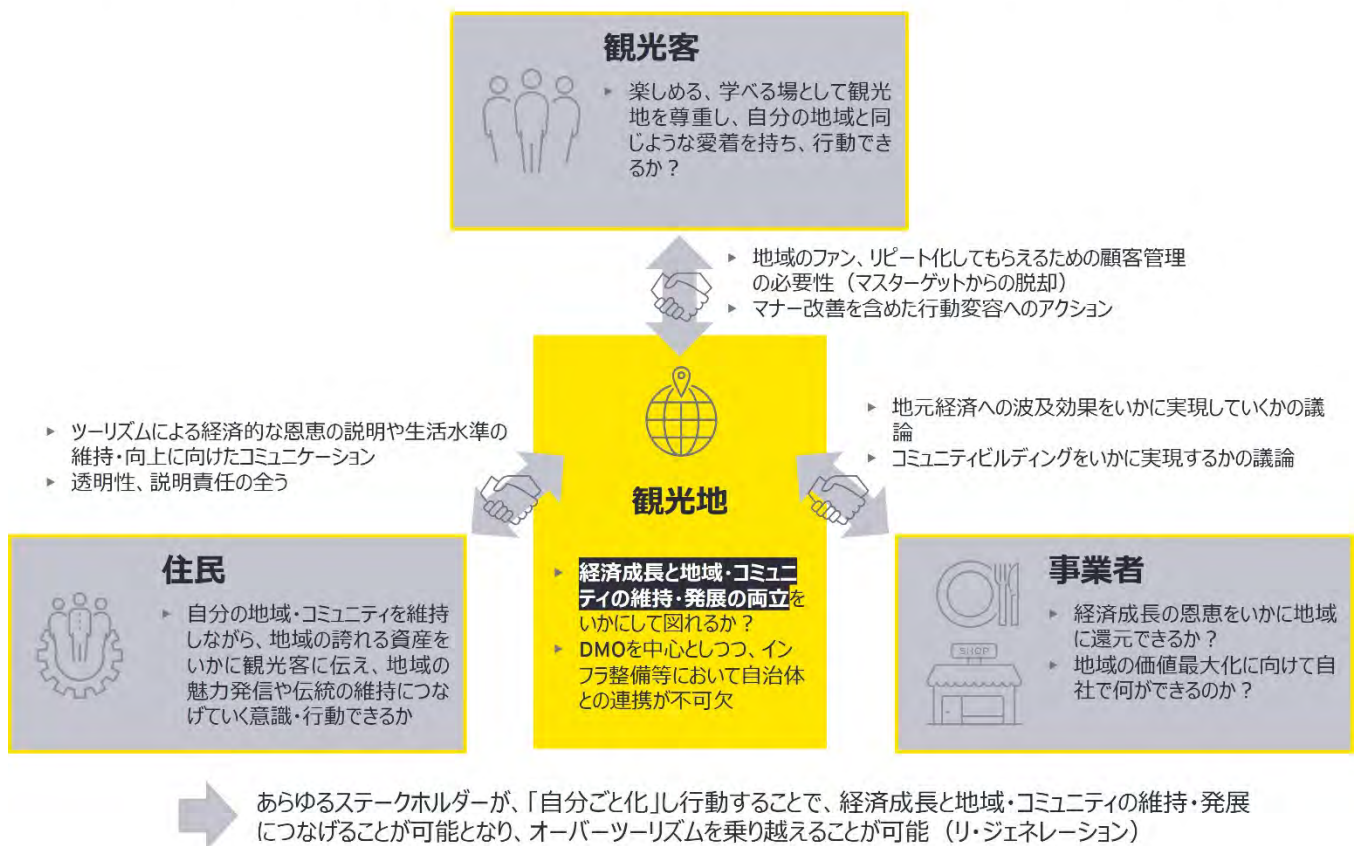 観光客
▸ 楽しめる、学べる場として観光
地を尊重し、自分の地域と同
じような愛着を持ち、行動でき
るか？
▸ 地域のファン、リピート化してもらえるための顧客管理
の必要性（マスターゲットからの脱却）
▸ マナー改善を含めた行動変容へのアクション
▸ ツーリズムによる経済的な恩恵の説明や生活水準の
維持・向上に向けたコミュニケーション
▸ 透明性、説明責任の全う
▸ 地元経済への波及効果をいかに実現していくかの議
論
▸ コミュニティビルディングをいかに実現するかの議論
観光地
▸ 経済成長と地域・コミュニ
ティの維持・発展の両立を
いかにして図れるか？
▸ DMOを中心としつつ、イン
フラ整備等において自治体
との連携が不可欠
住民
▸ 自分の地域・コミュニティを維持
しながら、地域の誇れる資産を
いかに観光客に伝え、地域の
魅力発信や伝統の維持につな
げていく意識・行動できるか
SHOP
事業者
▸ 経済成長の恩恵をいかに地域
に還元できるか？
▸ 地域の価値最大化に向けて自
社で何ができるのか？
あらゆるステークホルダーが、「自分ごと化」し行動することで、経済成長と地域・コミュニティの維持・発展
につなげることが可能となり、オーバーツーリズムを乗り越えることが可能（リ・ジェネレーション）